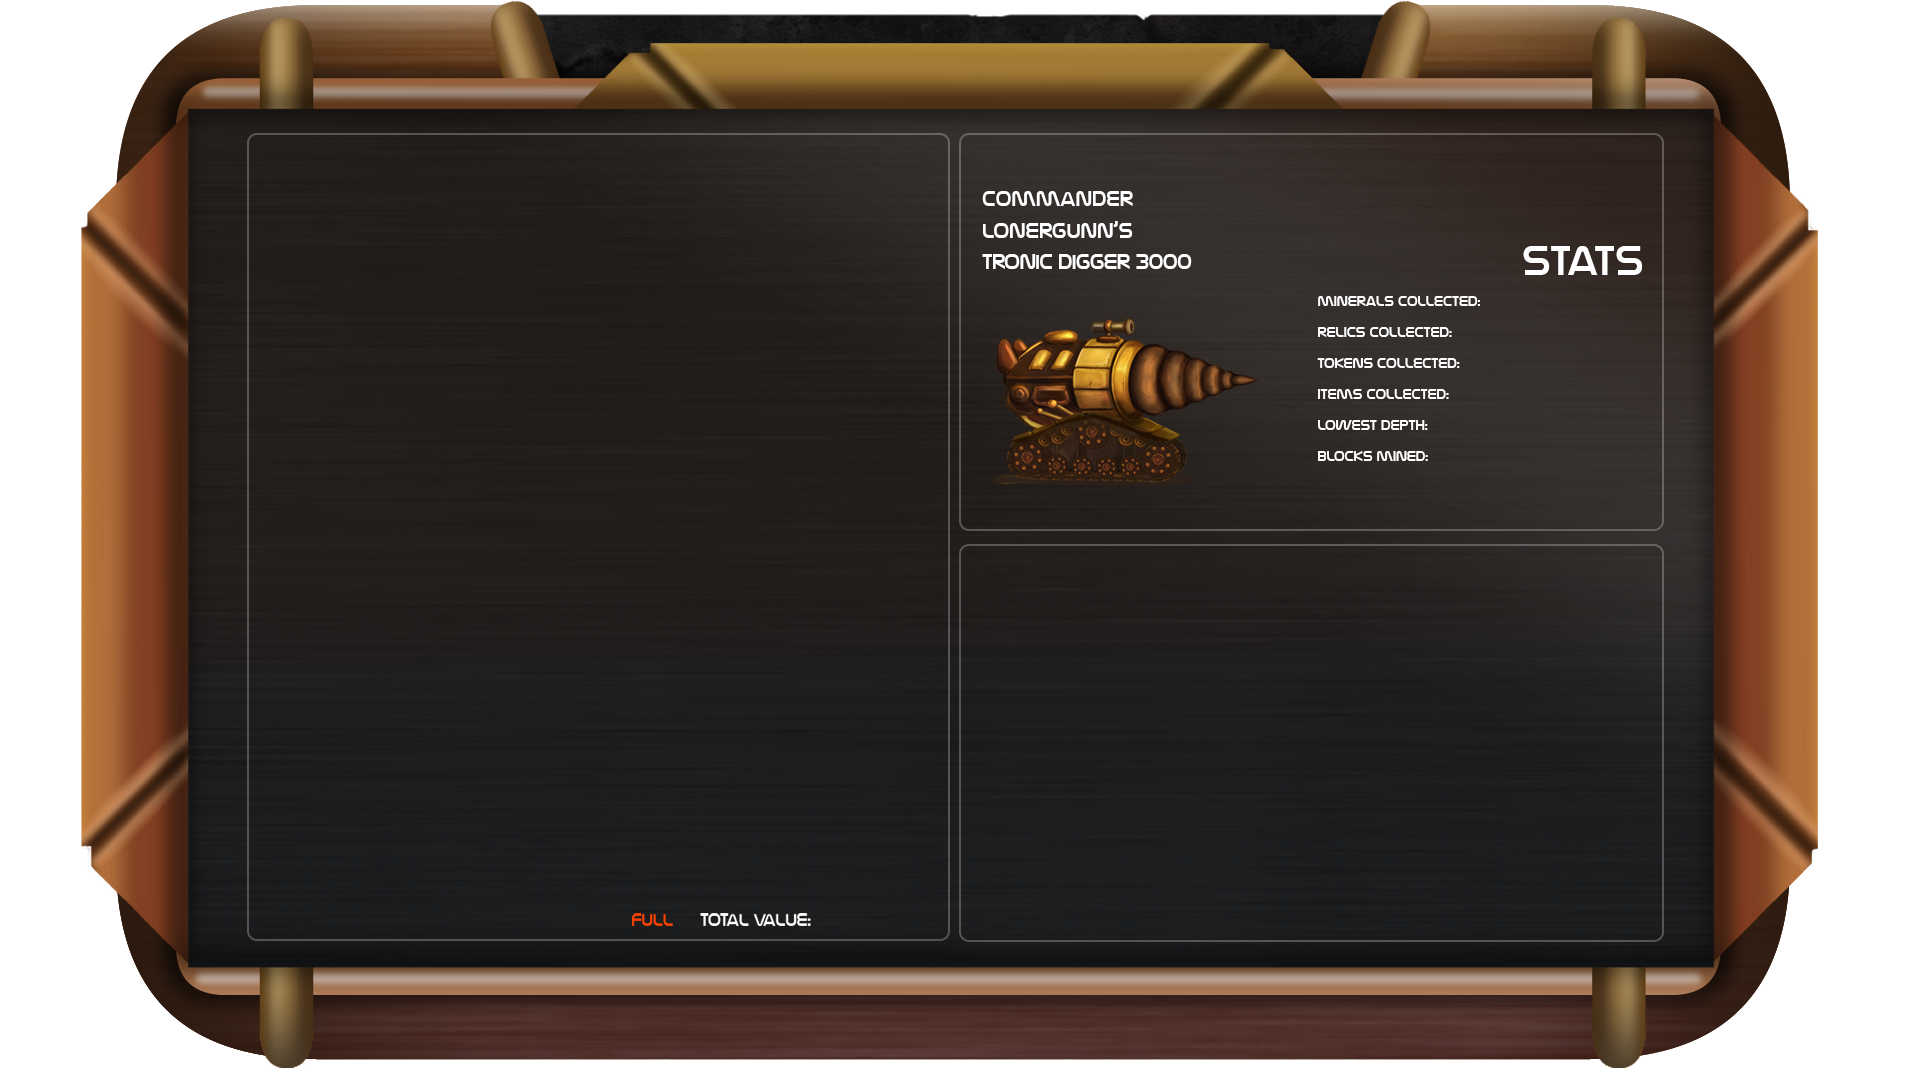 COMMANDER
LONERGUNN'S
TRONIC DIGGER 3000
STATS
MINERALS COLLECTED:
RELICS COLLECTED:
TOKENS COLLECTED:
ITEMS COLLECTED:
LOWEST DEPTH:
BLOCKS MINED:
FULL TOTAL VALUE: